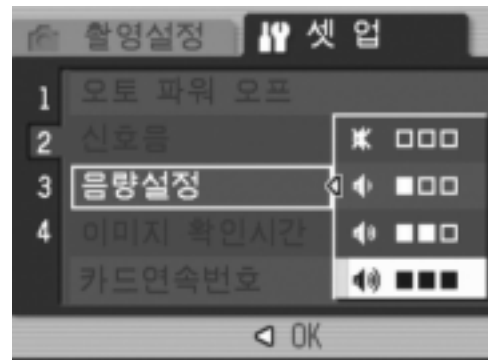 촬영설정 셋 업
1 오토 파워 오프
2 신호음
3 음량설정
4 이미지 확인시간
카드연속번호
OK